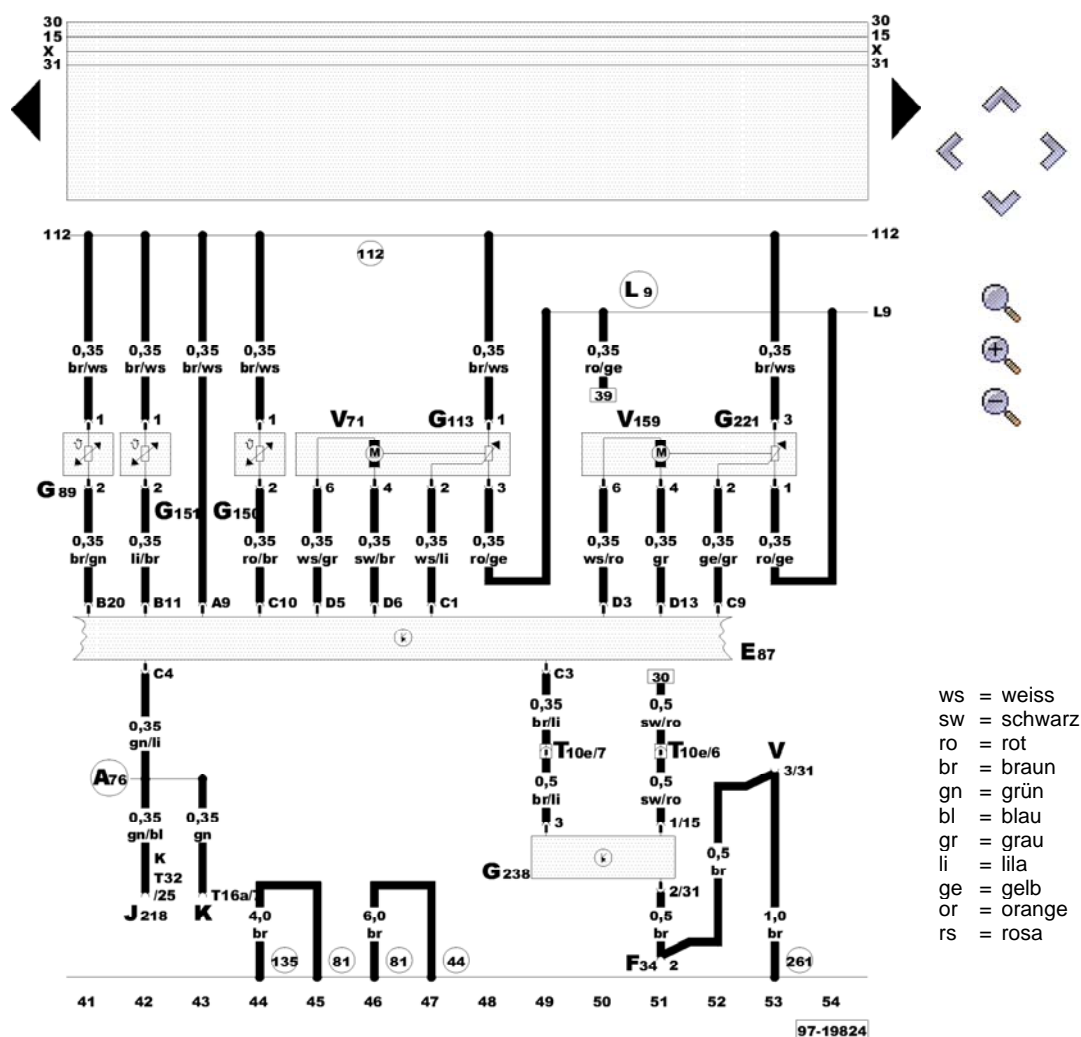 30 30
15 15
X X
31 31
112 112
112
L 9
L9
0,35 0,35 0,35 0,35 0,35 0,35 0,35
br/ws br/ws br/ws br/ws br/ws ro/ge br/ws
39
1 1 1 V71 G113 1 V159 G221 3
M M
G89 2 2 2 6 4 2 3 6 4 2 1
G151 G150
0,35 0,35 0,35 0,35 0,35 0,35 0,35 0,35 0,35 0,35 0,35
br/gn li/br ro/br ws/gr sw/br ws/li ro/ge ws/ro gr ge/gr ro/ge
B20 B11 A9 C10 D5 D6 C1 D3 D13 C9
E87
C4 C3 30
0,35 0,35 0,5
gn/li br/li sw/ro
T10e/7 T10e/6 V
A76 3/31
0,35 0,35 0,5 0,5
gn/bl gn br/li sw/ro
3 1/15
K
T32
/25
T16a/7
J218 K
G238
0,5
br
2/31
4,0 6,0 0,5 1,0
br br br br
F34 2
135 81 81 44 261
41 42 43 44 45 46 47 48 49 50 51 52 53 54
97-19824
ws = weiss
sw = schwarz
ro = rot
br = braun
gn = grün
bl = blau
gr = grau
li = lila
ge = gelb
or = orange
rs = rosa